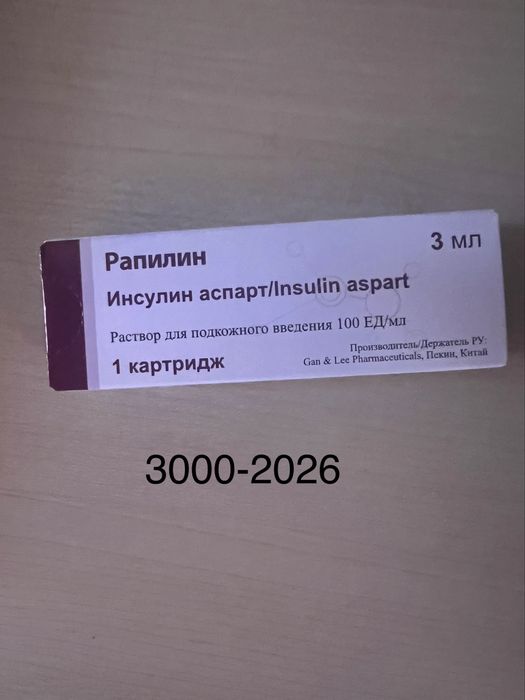 Рапилин
3 мл
Инсулин аспарт/Insulin aspart
Раствор для подкожного введения 100 ЕД/мл
1 картридж
Производитель/Держатель РУ:
Gan & Lee Pharmaceuticals, Пекин, Китай
3000-2026